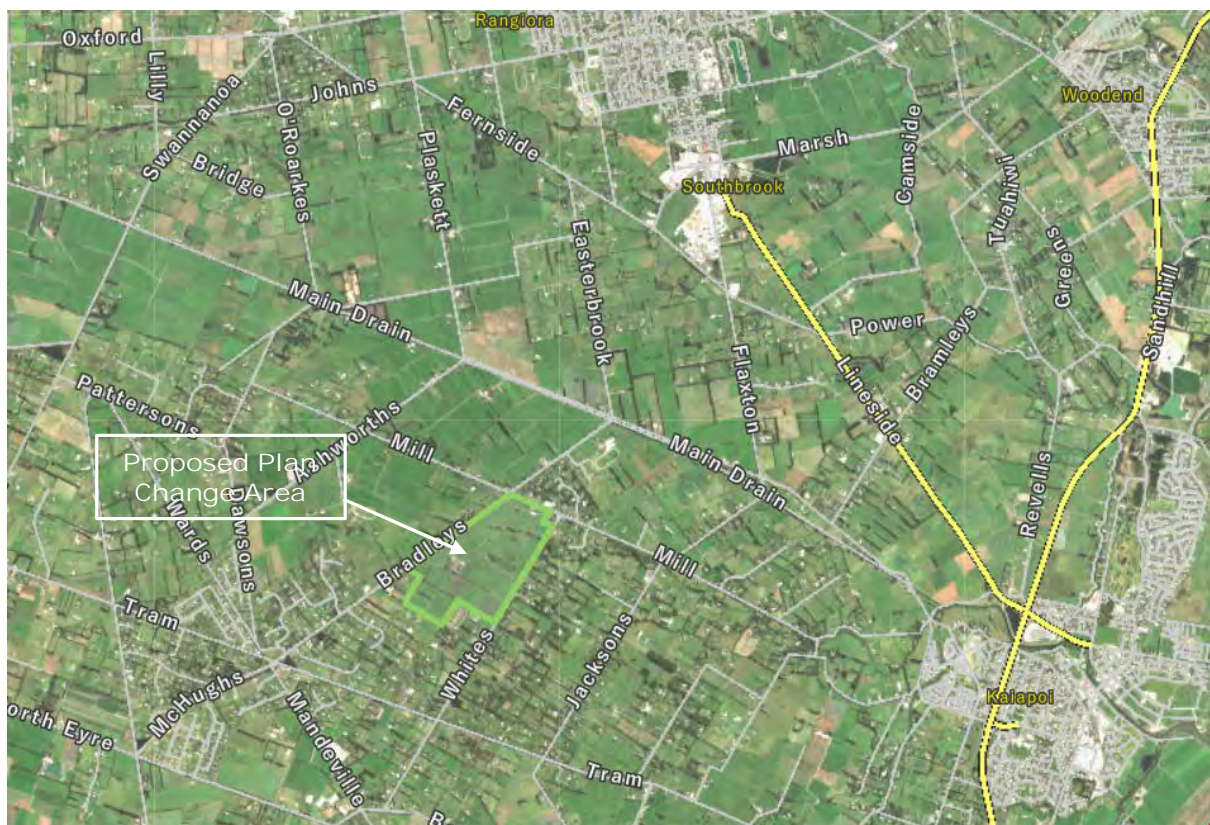 Rangiora
Oxford
Lilly
Johns
Woodend
Swannanoa
O'Roarkes
Plaskett
Fernside
Marsh
Camside
Bridge
Southbrook
Tuahiwi
Easterbrook
Greens
Main Drain
Power
Bramleys
Sandhill
Flaxton
Lineside
Pattersons
Ashworths
Mill
Main Drain
Revells
Proposed Plan
Change Area
Wards
Dawsons
Bradleys
Mill
Tram
Whites
Jacksons
McHughs
Kaiapoi
orth Eyre
Mandeville
Tram
B